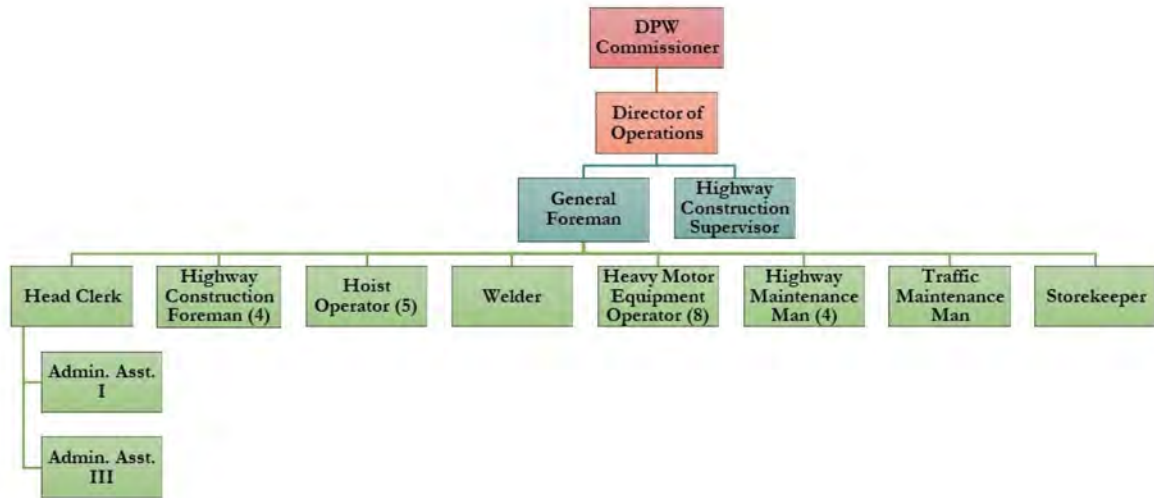 DPW
Commissioner
Director of
Operations
General
Foreman
Highway
Construction
Supervisor
Head Clerk
Highway
Construction
Foreman (4)
Hoist
Operator (5)
Welder
Heavy Motor
Equipment
Operator (8)
Highway
Maintenance
Man (4)
Traffic
Maintenance
Man
Storekeeper
Admin. Asst.
I
Admin. Asst.
III